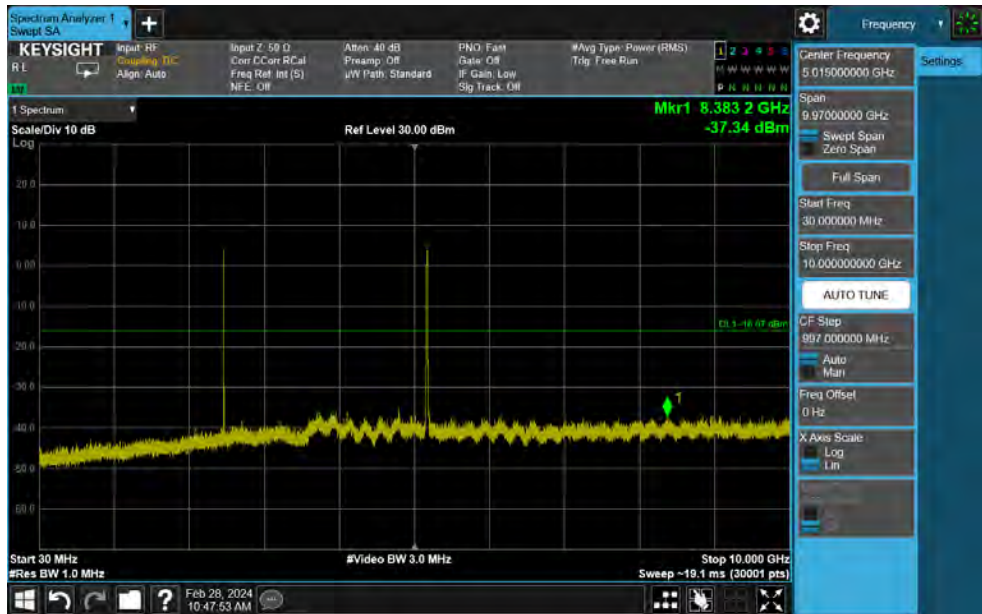 Spectrum Analyzer 1
Swept SA
Frequency
KEYSIGHT
R L
Input: RF
Coupling: DC
Align: Auto
Input Z: 50 Ω
Corr CCorr RCal
Freq Ref: Int (S)
NFE: Off
Atten: 40 dB
Preamp: Off
µW Path: Standard
PNO: Fast
Gate: Off
IF Gain: Low
Sig Track: Off
#Avg Type: Power (RMS)
Trig: Free Run
1 2 3 4 5 6
M W W W W W
P N N N N N
1 Spectrum
Scale/Div 10 dB
Log
Ref Level 30.00 dBm
Mkr1 8.383 2 GHz
-37.34 dBm
20.0
10.0
0.00
-10.0
-20.0
-30.0
-40.0
-50.0
-60.0
1
Start 30 MHz
#Res BW 1.0 MHz
#Video BW 3.0 MHz
Stop 10.000 GHz
Sweep ~19.1 ms (30001 pts)
Feb 28, 2024
10:47:53 AM
Center Frequency
5.015000000 GHz
Span
9.97000000 GHz
Swept Span
Zero Span
Full Span
Start Freq
30.000000 MHz
Stop Freq
10.000000000 GHz
AUTO TUNE
CF Step
997.000000 MHz
Auto
Man
Freq Offset
0 Hz
X Axis Scale
Log
Lin
Settings